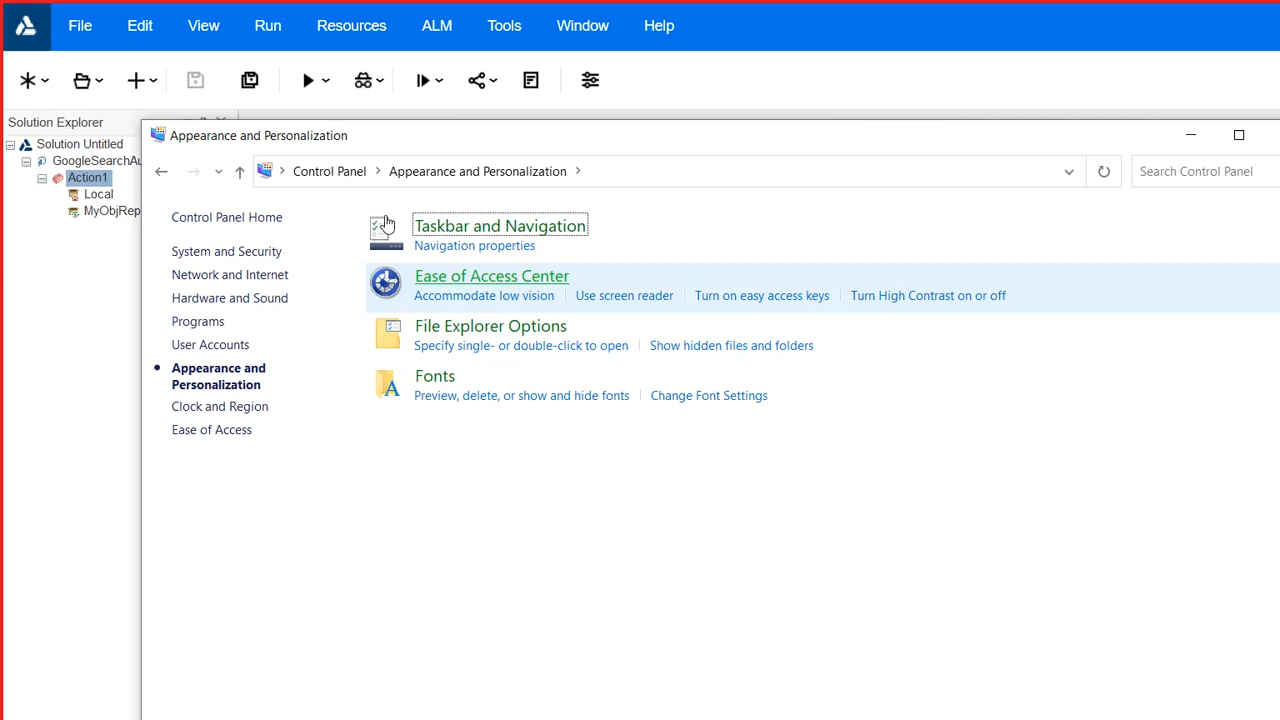 File Edit View Run Resources ALM Tools Window Help
Solution Explorer
Solution Untitled
GoogleSearchAu
Action1
Local
MyObjRep
Appearance and Personalization
Control Panel Appearance and Personalization
Search Control Panel
Control Panel Home
System and Security
Network and Internet
Hardware and Sound
Programs
User Accounts
Appearance and
Personalization
Clock and Region
Ease of Access
Taskbar and Navigation
Navigation properties
Ease of Access Center
Accommodate low vision Use screen reader Turn on easy access keys Turn High Contrast on or off
File Explorer Options
Specify single- or double-click to open Show hidden files and folders
Fonts
Preview, delete, or show and hide fonts Change Font Settings